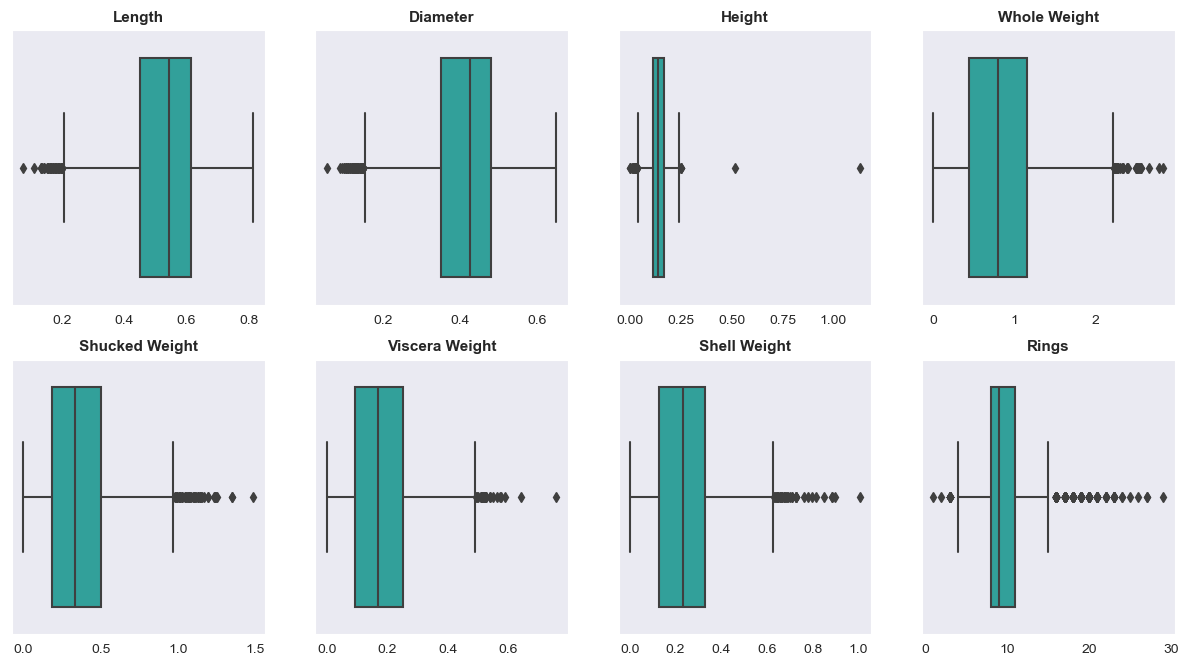 Length Diameter Height Whole Weight
0.2 0.4 0.6 0.8 0.2 0.4 0.6 0.00 0.25 0.50 0.75 1.00 0 1 2
Shucked Weight Viscera Weight Shell Weight Rings
0.0 0.5 1.0 1.5 0.0 0.2 0.4 0.6 0.0 0.2 0.4 0.6 0.8 1.0 0 10 20 30